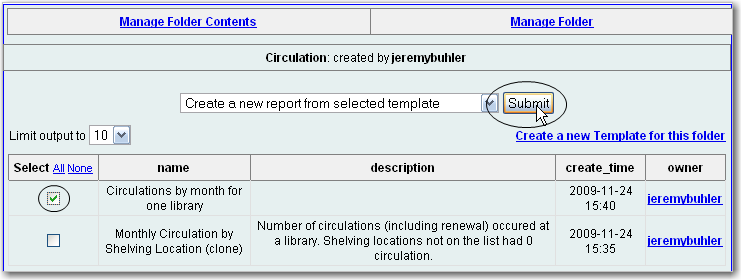 Manage Folder Contents
Manage Folder
Circulation: created by jeremybuhler
Create a new report from selected template
Submit
Limit output to 10
Create a new Template for this folder
Select All None
name
description
create_time
owner
Circulations by month for
one library
2009-11-24
15:40
jeremybuhler
Monthly Circulation by
Shelving Location (clone)
Number of circulations (including renewal) occured at
a library. Shelving locations not on the list had 0
circulation.
2009-11-24
15:35
jeremybuhler